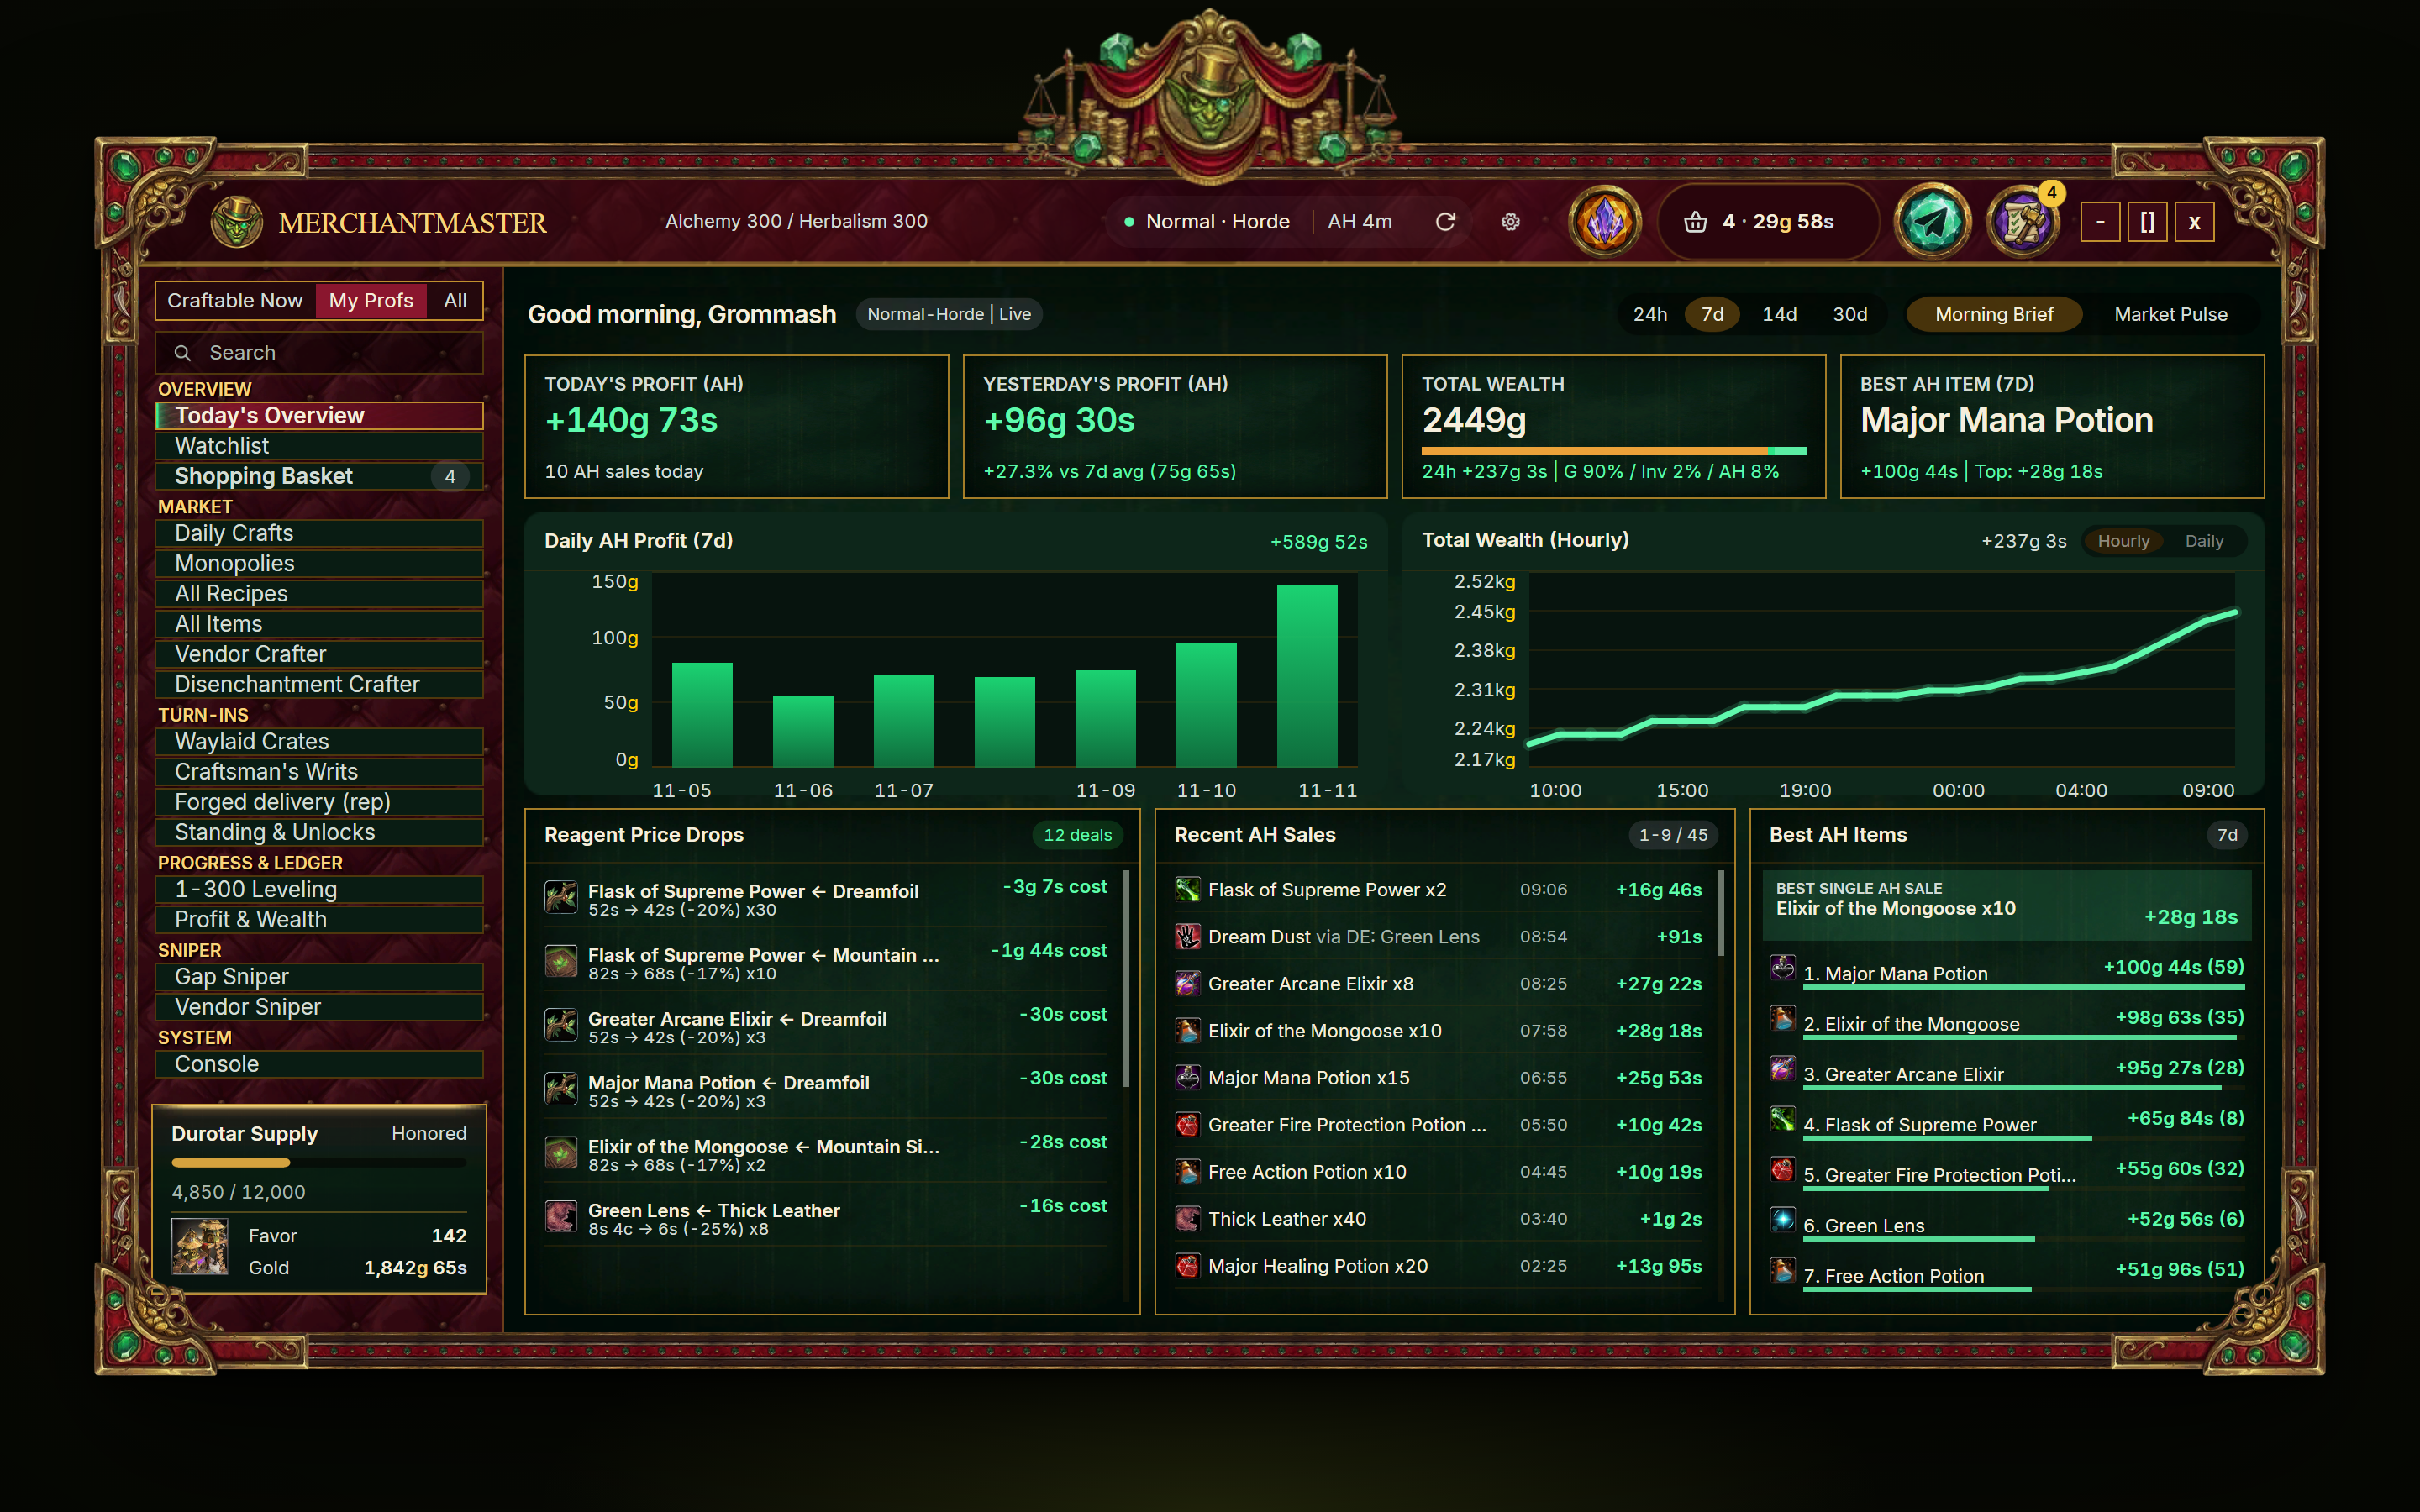 MERCHANTMASTER
Alchemy 300 / Herbalism 300
Normal · Horde
AH 4m
4 · 29g 58s
4
-
[]
x
Craftable Now
My Profs
All
Search
OVERVIEW
Today's Overview
Watchlist
Shopping Basket 4
MARKET
Daily Crafts
Monopolies
All Recipes
All Items
Vendor Crafter
Disenchantment Crafter
TURN-INS
Waylaid Crates
Craftsman's Writs
Forged delivery (rep)
Standing & Unlocks
PROGRESS & LEDGER
1-300 Leveling
Profit & Wealth
SNIPER
Gap Sniper
Vendor Sniper
SYSTEM
Console
Durotar Supply Honored
4,850 / 12,000
Favor 142
Gold 1,842g 65s
Good morning, Grommash
Normal-Horde | Live
24h 7d 14d 30d
Morning Brief
Market Pulse
TODAY'S PROFIT (AH)
+140g 73s
10 AH sales today
YESTERDAY'S PROFIT (AH)
+96g 30s
+27.3% vs 7d avg (75g 65s)
TOTAL WEALTH
2449g
24h +237g 3s | G 90% / Inv 2% / AH 8%
BEST AH ITEM (7D)
Major Mana Potion
+100g 44s | Top: +28g 18s
Daily AH Profit (7d) +589g 52s
150g
100g
50g
0g
11-05 11-06 11-07 11-09 11-10 11-11
Total Wealth (Hourly) +237g 3s Hourly Daily
2.52kg
2.45kg
2.38kg
2.31kg
2.24kg
2.17kg
10:00 15:00 19:00 00:00 04:00 09:00
Reagent Price Drops 12 deals
Flask of Supreme Power ← Dreamfoil -3g 7s cost
52s → 42s (-20%) x30
Flask of Supreme Power ← Mountain ... -1g 44s cost
82s → 68s (-17%) x10
Greater Arcane Elixir ← Dreamfoil -30s cost
52s → 42s (-20%) x3
Major Mana Potion ← Dreamfoil -30s cost
52s → 42s (-20%) x3
Elixir of the Mongoose ← Mountain Si... -28s cost
82s → 68s (-17%) x2
Green Lens ← Thick Leather -16s cost
8s 4c → 6s (-25%) x8
Recent AH Sales 1-9 / 45
Flask of Supreme Power x2 09:06 +16g 46s
Dream Dust via DE: Green Lens 08:54 +91s
Greater Arcane Elixir x8 08:25 +27g 22s
Elixir of the Mongoose x10 07:58 +28g 18s
Major Mana Potion x15 06:55 +25g 53s
Greater Fire Protection Potion ... 05:50 +10g 42s
Free Action Potion x10 04:45 +10g 19s
Thick Leather x40 03:40 +1g 2s
Major Healing Potion x20 02:25 +13g 95s
Best AH Items 7d
BEST SINGLE AH SALE
Elixir of the Mongoose x10
+28g 18s
1. Major Mana Potion +100g 44s (59)
2. Elixir of the Mongoose +98g 63s (35)
3. Greater Arcane Elixir +95g 27s (28)
4. Flask of Supreme Power +65g 84s (8)
5. Greater Fire Protection Poti... +55g 60s (32)
6. Green Lens +52g 56s (6)
7. Free Action Potion +51g 96s (51)